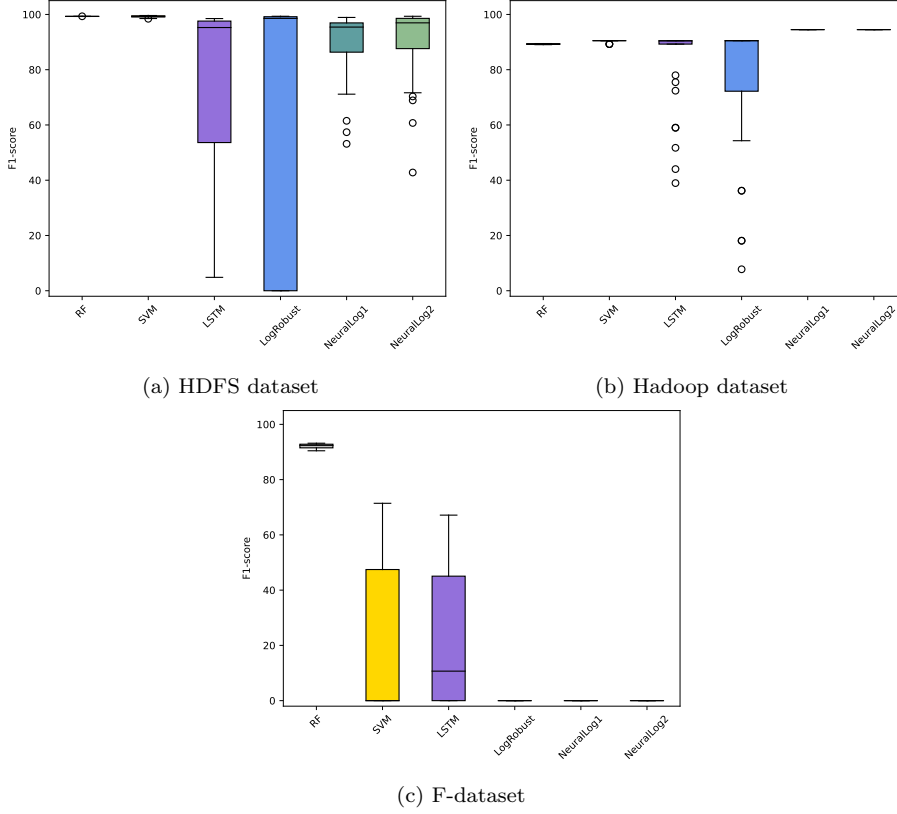 100
80
60
40
20
0
F1-score
RF
SVM
LSTM
LogRobust
NeuralLog1
NeuralLog2
(a) HDFS dataset
100
80
60
40
20
0
F1-score
RF
SVM
LSTM
LogRobust
NeuralLog1
NeuralLog2
(b) Hadoop dataset
100
80
60
40
20
0
F1-score
RF
SVM
LSTM
LogRobust
NeuralLog1
NeuralLog2
(c) F-dataset